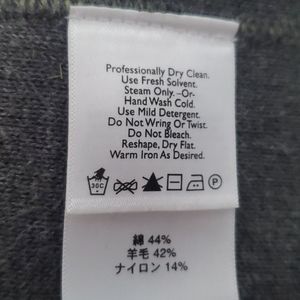 Professionally Dry Clean.
Use Fresh Solvent.
Steam Only. –Or-
Hand Wash Cold.
Use Mild Detergent.
Do Not Wring Or Twist.
Do Not Bleach.
Reshape, Dry Flat.
Warm Iron As Desired.
30C P
綿 44%
羊毛 42%
ナイロン 14%